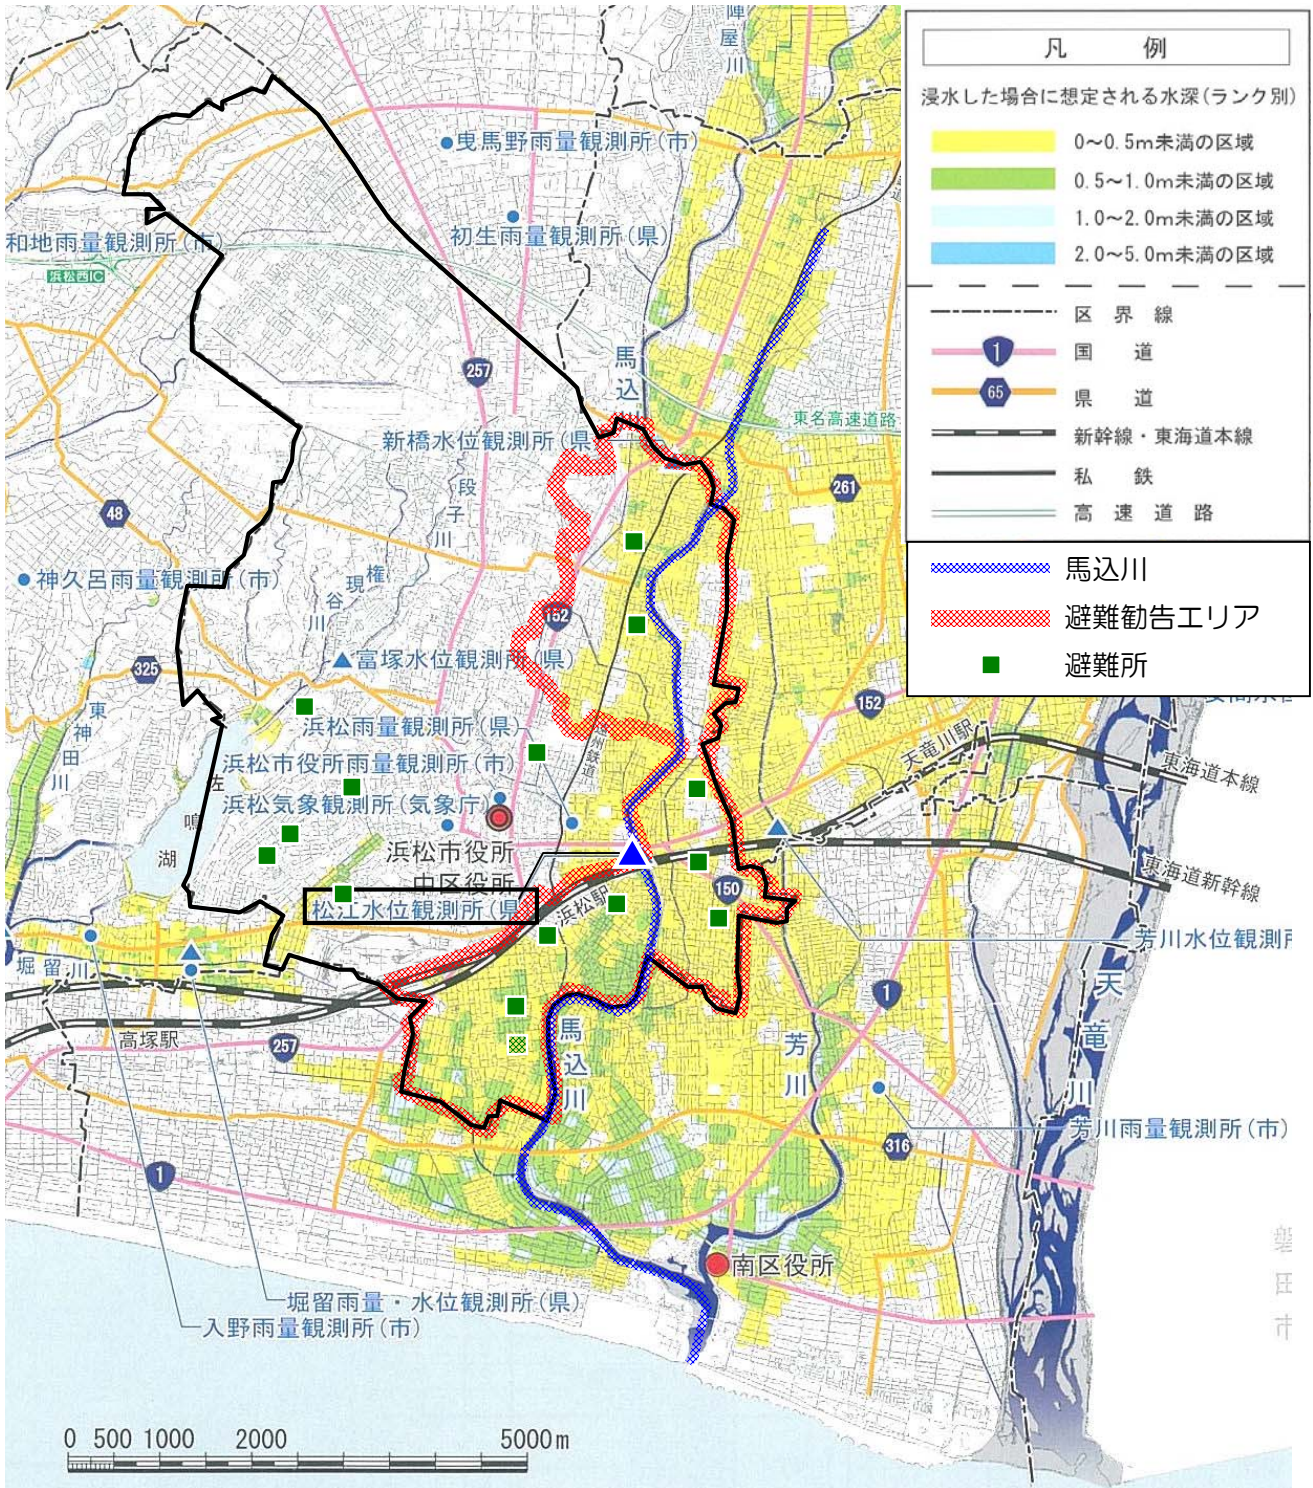 陣屋川
凡 例
浸水した場合に想定される水深(ランク別)
0～0.5m未満の区域
0.5～1.0m未満の区域
1.0～2.0m未満の区域
2.0～5.0m未満の区域
区界線
1
国道
65
県道
新幹線・東海道本線
私鉄
高速道路
馬込川
避難勧告エリア
避難所
曳馬野雨量観測所(市)
初生雨量観測所(県)
和地雨量観測所(市)
浜松西IC
257
馬込
東名高速道路
新橋水位観測所(県
261
48
段子川
神久呂雨量観測所(市)
権現谷川
152
325
富塚水位観測所(県)
東神田川
152
浜松雨量観測所(県)
天竜川駅
東海道本線
浜松市役所雨量観測所(市)
佐鳴湖
浜松気象観測所(気象庁)
浜松市役所
中区役所
東海道新幹線
150
松江水位観測所(県
浜松駅
芳川水位観測所
堀留川
天竜川
1
高塚駅
257
馬込川
芳川
芳川雨量観測所(市)
316
1
南区役所
磐田市
堀留雨量・水位観測所(県)
入野雨量観測所(市)
0 500 1000 2000 5000m